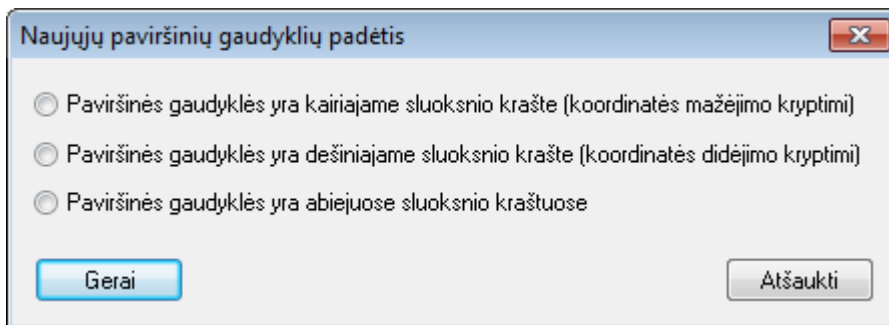 Naujųjų paviršinių gaudyklių padėtis
Paviršinės gaudyklės yra kairiajame sluoksnio krašte (koordinatės mažėjimo kryptimi)
Paviršinės gaudyklės yra dešiniajame sluoksnio krašte (koordinatės didėjimo kryptimi)
Paviršinės gaudyklės yra abiejuose sluoksnio kraštuose
Gerai
Atšaukti